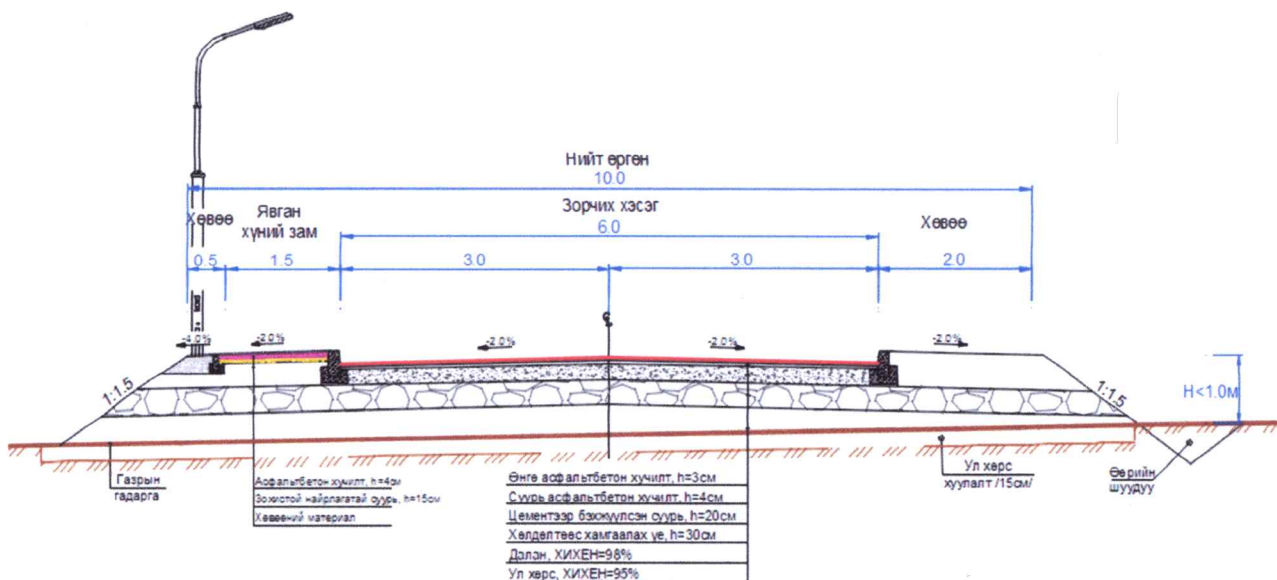 Нийт өргөн
10.0
Хөвөө
Явган
хүний зам
Зорчих хэсэг
6.0
Хөвөө
0.5
1.5
3.0
3.0
2.0
-4.0%
-2.0%
-2.0%
-2.0%
-2.0%
1:1.5
1:1.5
H<1.0м
Газрын
гадарга
Асфальтбетон хучилт, h=4см
Зохистой найрлагатай суурь, h=15см
Хөвөөний материал
Өнгө асфальтбетон хучилт, h=3см
Суурь асфальтбетон хучилт, h=4см
Цементээр бэхжүүлсэн суурь, h=20см
Хөлдөлтөөс хамгаалах үе, h=30см
Далан, ХИХЕН=98%
Ул хөрс, ХИХЕН=95%
Ул хөрс
хуулалт /15см/
Өөрийн
шуудуу